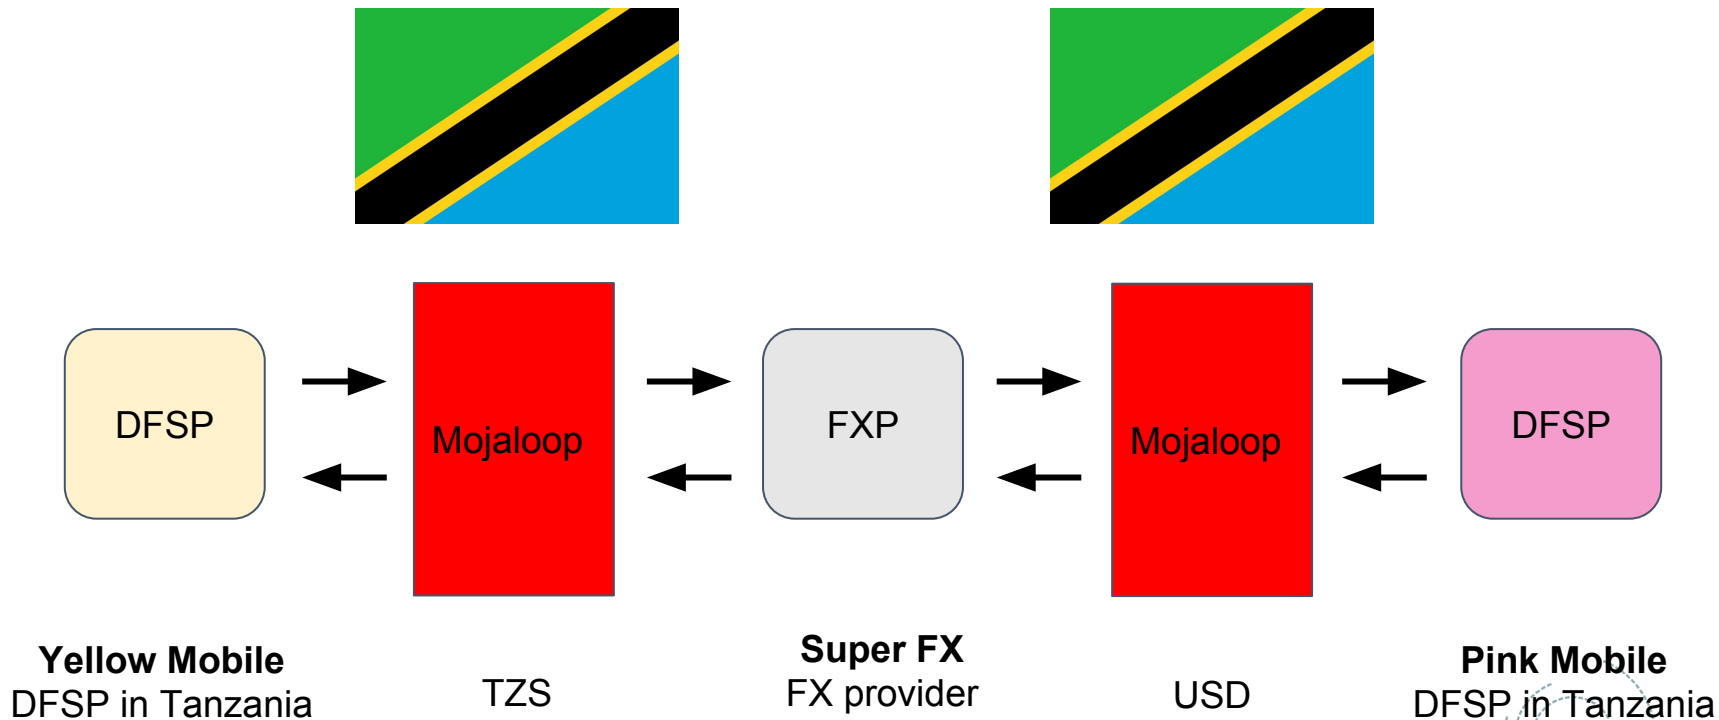 DFSP
Mojaloop
FXP
Mojaloop
DFSP
Yellow Mobile
DFSP in Tanzania
TZS
Super FX
FX provider
USD
Pink Mobile
DFSP in Tanzania